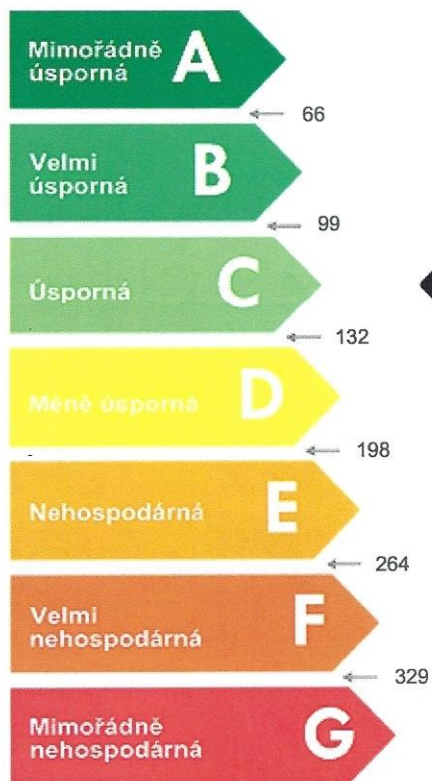 Mimořádně
úsporná
A
66
Velmi
úsporná
B
99
Úsporná
C
132
Méně úsporná
D
198
Nehospodárná
E
264
Velmi
nehospodárná
F
329
Mimořádně
nehospodárná
G